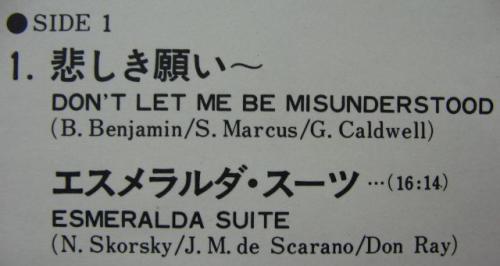 ●SIDE 1
1. 悲しき願い〜
DON'T LET ME BE MISUNDERSTOOD
(B. Benjamin/S. Marcus/G. Caldwell)
エスメラルダ・スーツ …(16:14)
ESMERALDA SUITE
(N. Skorsky/J. M. de Scarano/Don Ray)